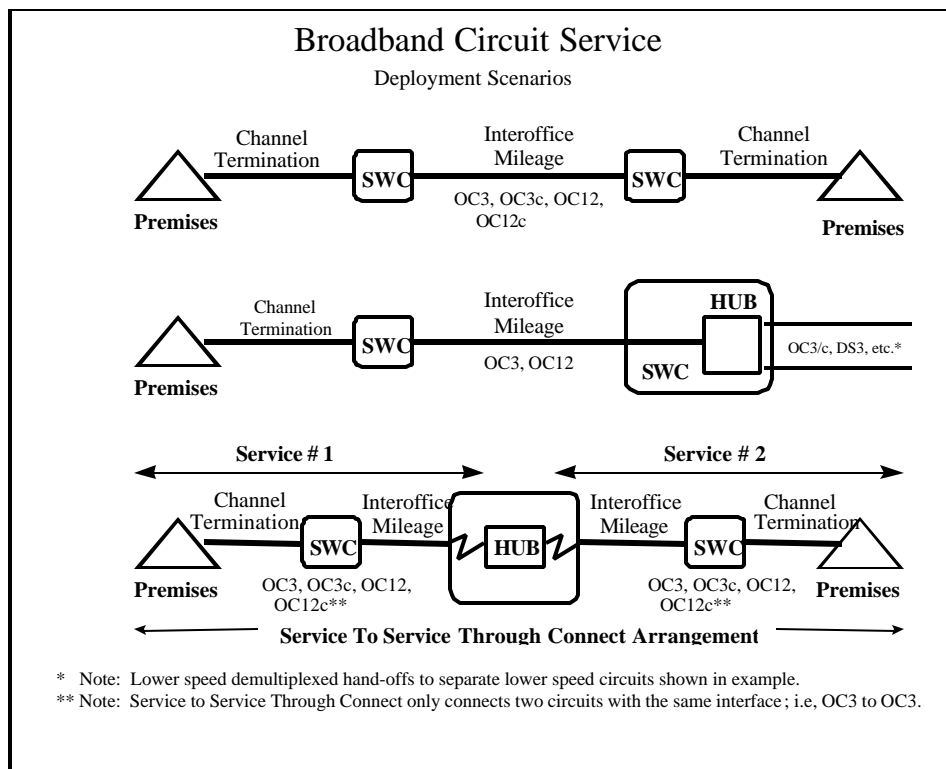 Broadband Circuit Service
Deployment Scenarios
Channel
Termination
Interoffice
Mileage
Channel
Termination
SWC
SWC
OC3, OC3c, OC12,
OC12c
Premises
Premises
Channel
Termination
Interoffice
Mileage
HUB
SWC
OC3, OC12
SWC
OC3/c, DS3, etc.*
Premises
Service # 1
Service # 2
Channel
Termination
Interoffice
Mileage
Interoffice
Mileage
Channel
Termination
SWC
HUB
SWC
Premises
OC3, OC3c, OC12,
OC12c**
OC3, OC3c, OC12,
OC12c**
Premises
Service To Service Through Connect Arrangement
* Note: Lower speed demultiplexed hand-offs to separate lower speed circuits shown in example.
** Note: Service to Service Through Connect only connects two circuits with the same interface; i.e, OC3 to OC3.